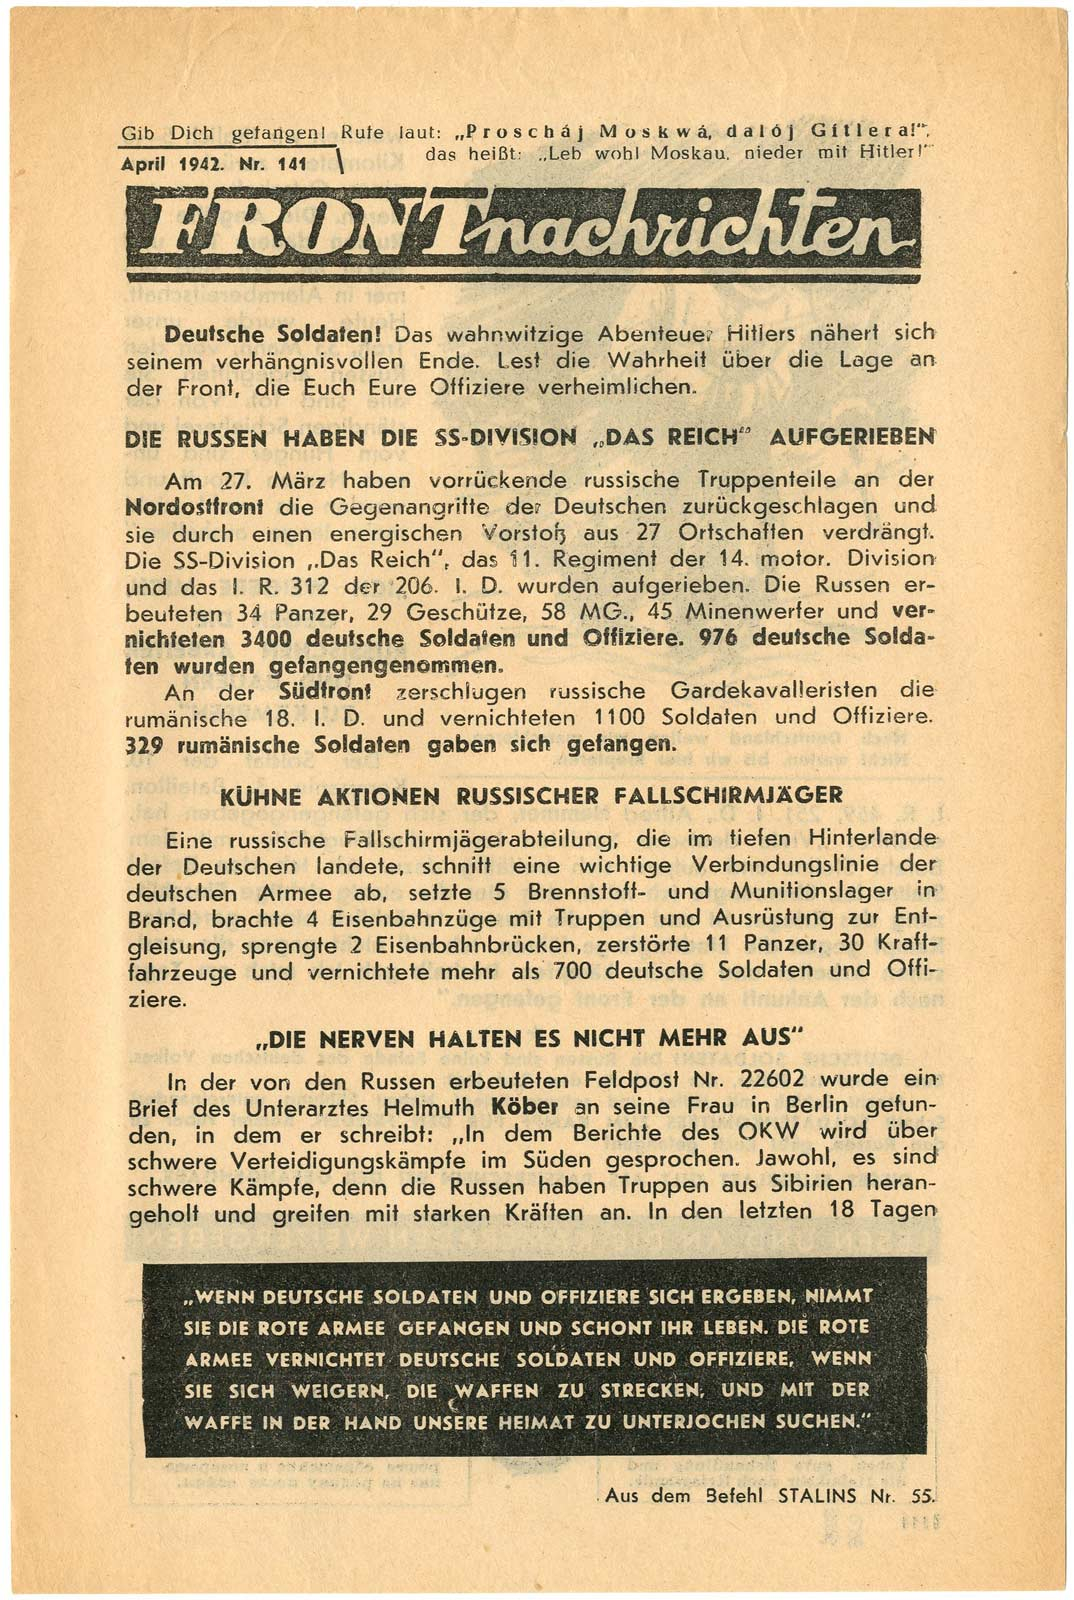 Gib Dich gefangen! Rufe laut: „Proscháj Moskwá, dalój Gitlera!",
das heißt: „Leb wohl Moskau, nieder mit Hitler!"
April 1942. Nr. 141
FRONTnachrichten
Deutsche Soldaten! Das wahnwitzige Abenteuer Hitlers nähert sich
seinem verhängnisvollen Ende. Lest die Wahrheit über die Lage an
der Front, die Euch Eure Offiziere verheimlichen.
DIE RUSSEN HABEN DIE SS-DIVISION „DAS REICH" AUFGERIEBEN
Am 27. März haben vorrückende russische Truppenteile an der
Nordostfront die Gegenangriffe der Deutschen zurückgeschlagen und
sie durch einen energischen Vorstoß aus 27 Ortschaften verdrängt.
Die SS-Division „Das Reich", das 11. Regiment der 14. motor. Division
und das I. R. 312 der 206. I. D. wurden aufgerieben. Die Russen er-
beuteten 34 Panzer, 29 Geschütze, 58 MG., 45 Minenwerfer und ver-
nichteten 3400 deutsche Soldaten und Offiziere. 976 deutsche Solda-
ten wurden gefangengenommen.
An der Südfront zerschlugen russische Gardekavalleristen die
rumänische 18. I. D. und vernichteten 1100 Soldaten und Offiziere.
329 rumänische Soldaten gaben sich gefangen.
KÜHNE AKTIONEN RUSSISCHER FALLSCHIRMJÄGER
Eine russische Fallschirmjägerabteilung, die im tiefen Hinterlande
der Deutschen landete, schnitt eine wichtige Verbindungslinie der
deutschen Armee ab, setzte 5 Brennstoff- und Munitionslager in
Brand, brachte 4 Eisenbahnzüge mit Truppen und Ausrüstung zur Ent-
gleisung, sprengte 2 Eisenbahnbrücken, zerstörte 11 Panzer, 30 Kraft-
fahrzeuge und vernichtete mehr als 700 deutsche Soldaten und Offi-
ziere.
„DIE NERVEN HALTEN ES NICHT MEHR AUS"
In der von den Russen erbeuteten Feldpost Nr. 22602 wurde ein
Brief des Unterarztes Helmuth Köber an seine Frau in Berlin gefun-
den, in dem er schreibt: „In dem Berichte des OKW wird über
schwere Verteidigungskämpfe im Süden gesprochen. Jawohl, es sind
schwere Kämpfe, denn die Russen haben Truppen aus Sibirien heran-
geholt und greifen mit starken Kräften an. In den letzten 18 Tagen
„WENN DEUTSCHE SOLDATEN UND OFFIZIERE SICH ERGEBEN, NIMMT
SIE DIE ROTE ARMEE GEFANGEN UND SCHONT IHR LEBEN. DIE ROTE
ARMEE VERNICHTET DEUTSCHE SOLDATEN UND OFFIZIERE, WENN
SIE SICH WEIGERN, DIE WAFFEN ZU STRECKEN, UND MIT DER
WAFFE IN DER HAND UNSERE HEIMAT ZU UNTERJOCHEN SUCHEN."
Aus dem Befehl STALINS Nr. 55.